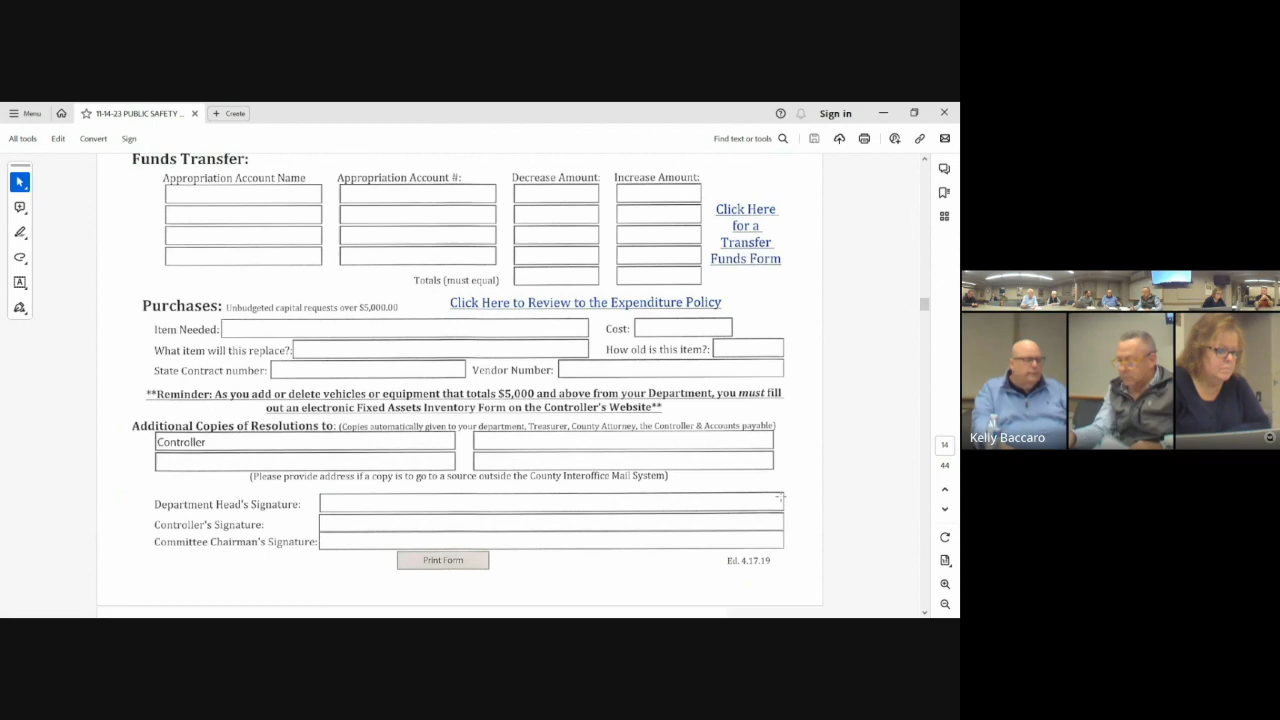 Menu
11-14-23 PUBLIC SAFETY ...
Create
Sign in
All tools
Edit
Convert
Sign
Find text or tools
Funds Transfer:
Appropriation Account Name
Appropriation Account #:
Decrease Amount:
Increase Amount:
Click Here
for a
Transfer
Funds Form
Totals (must equal)
Purchases: Unbudgeted capital requests over $5,000.00
Click Here to Review to the Expenditure Policy
Item Needed:
Cost:
What item will this replace?:
How old is this item?:
State Contract number:
Vendor Number:
**Reminder: As you add or delete vehicles or equipment that totals $5,000 and above from your Department, you must fill
out an electronic Fixed Assets Inventory Form on the Controller's Website**
Additional Copies of Resolutions to: (Copies automatically given to your department, Treasurer, County Attorney, the Controller & Accounts payable)
Controller
(Please provide address if a copy is to go to a source outside the County Interoffice Mail System)
Department Head's Signature:
Controller's Signature:
Committee Chairman's Signature:
Print Form
Ed. 4.17.19
14
44
Kelly Baccaro